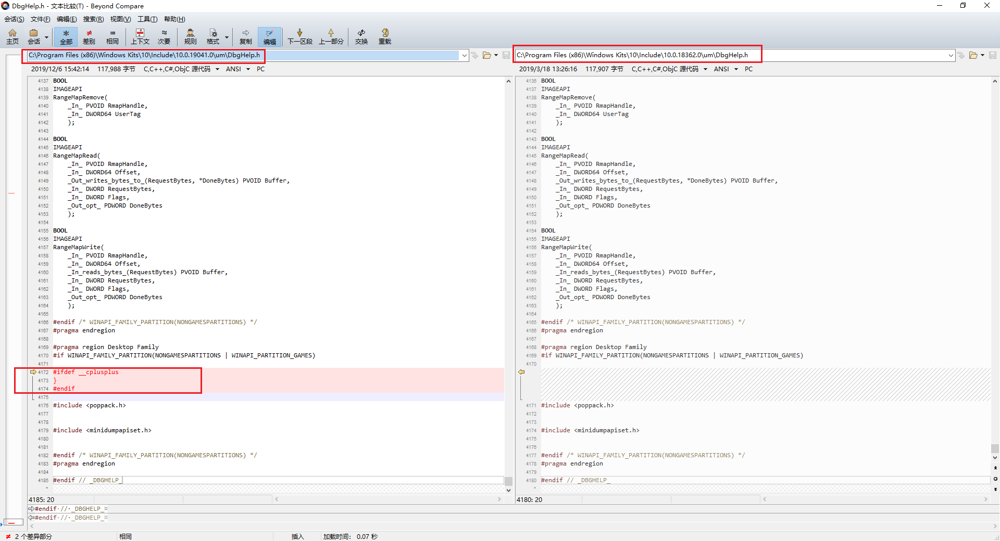 DbgHelp.h - 文本比较(T) - Beyond Compare
会话(S) 文件(F) 编辑(E) 搜索(R) 视图(V) 工具(T) 帮助(H)
主页 会话 全部 差别 相同 上下文 次要 规则 格式 复制 编辑 下一区段 上一部分 交换 重载
C:\Program Files (x86)\Windows Kits\10\Include\10.0.19041.0\um\DbgHelp.h
2019/12/6 15:42:14 117,988 字节 C,C++,C#,ObjC 源代码 ANSI PC
4137 BOOL
4138 IMAGEAPI
4139 RangeMapRemove(
4140 _In_ PVOID RmapHandle,
4141 _In_ DWORD64 UserTag
4142 );
4143
4144 BOOL
4145 IMAGEAPI
4146 RangeMapRead(
4147 _In_ PVOID RmapHandle,
4148 _In_ DWORD64 Offset,
4149 _Out_writes_bytes_to_(RequestBytes, *DoneBytes) PVOID Buffer,
4150 _In_ DWORD RequestBytes,
4151 _In_ DWORD Flags,
4152 _Out_opt_ PDWORD DoneBytes
4153 );
4154
4155 BOOL
4156 IMAGEAPI
4157 RangeMapWrite(
4158 _In_ PVOID RmapHandle,
4159 _In_ DWORD64 Offset,
4160 _In_reads_bytes_(RequestBytes) PVOID Buffer,
4161 _In_ DWORD RequestBytes,
4162 _In_ DWORD Flags,
4163 _Out_opt_ PDWORD DoneBytes
4164 );
4165
4166 #endif /* WINAPI_FAMILY_PARTITION(NONGAMESPARTITIONS) */
4167 #pragma endregion
4168
4169 #pragma region Desktop Family
4170 #if WINAPI_FAMILY_PARTITION(NONGAMESPARTITIONS | WINAPI_PARTITION_GAMES)
4171
4172 #ifdef __cplusplus
4173 }
4174 #endif
4175
4176 #include <poppack.h>
4177
4178
4179 #include <minidumpapiset.h>
4180
4181
4182 #endif /* WINAPI_FAMILY_PARTITION(NONGAMESPARTITIONS) */
4183 #pragma endregion
4184
4185 #endif // _DBGHELP_
4185: 20
C:\Program Files (x86)\Windows Kits\10\Include\10.0.18362.0\um\DbgHelp.h
2019/3/18 13:26:16 117,907 字节 C,C++,C#,ObjC 源代码 ANSI PC
4136 BOOL
4137 IMAGEAPI
4138 RangeMapRemove(
4139 _In_ PVOID RmapHandle,
4140 _In_ DWORD64 UserTag
4141 );
4142
4143 BOOL
4144 IMAGEAPI
4145 RangeMapRead(
4146 _In_ PVOID RmapHandle,
4147 _In_ DWORD64 Offset,
4148 _Out_writes_bytes_to_(RequestBytes, *DoneBytes) PVOID Buffer,
4149 _In_ DWORD RequestBytes,
4150 _In_ DWORD Flags,
4151 _Out_opt_ PDWORD DoneBytes
4152 );
4153
4154 BOOL
4155 IMAGEAPI
4156 RangeMapWrite(
4157 _In_ PVOID RmapHandle,
4158 _In_ DWORD64 Offset,
4159 _In_reads_bytes_(RequestBytes) PVOID Buffer,
4160 _In_ DWORD RequestBytes,
4161 _In_ DWORD Flags,
4162 _Out_opt_ PDWORD DoneBytes
4163 );
4164
4165 #endif /* WINAPI_FAMILY_PARTITION(NONGAMESPARTITIONS) */
4166 #pragma endregion
4167
4168 #pragma region Desktop Family
4169 #if WINAPI_FAMILY_PARTITION(NONGAMESPARTITIONS | WINAPI_PARTITION_GAMES)
4170
4171 #include <poppack.h>
4172
4173
4174 #include <minidumpapiset.h>
4175
4176
4177 #endif /* WINAPI_FAMILY_PARTITION(NONGAMESPARTITIONS) */
4178 #pragma endregion
4179
4180 #endif // _DBGHELP_
4180: 20
#endif·//·_DBGHELP_¤
#endif·//·_DBGHELP_¤
2 个差异部分 相同 插入 加载时间: 0.07 秒